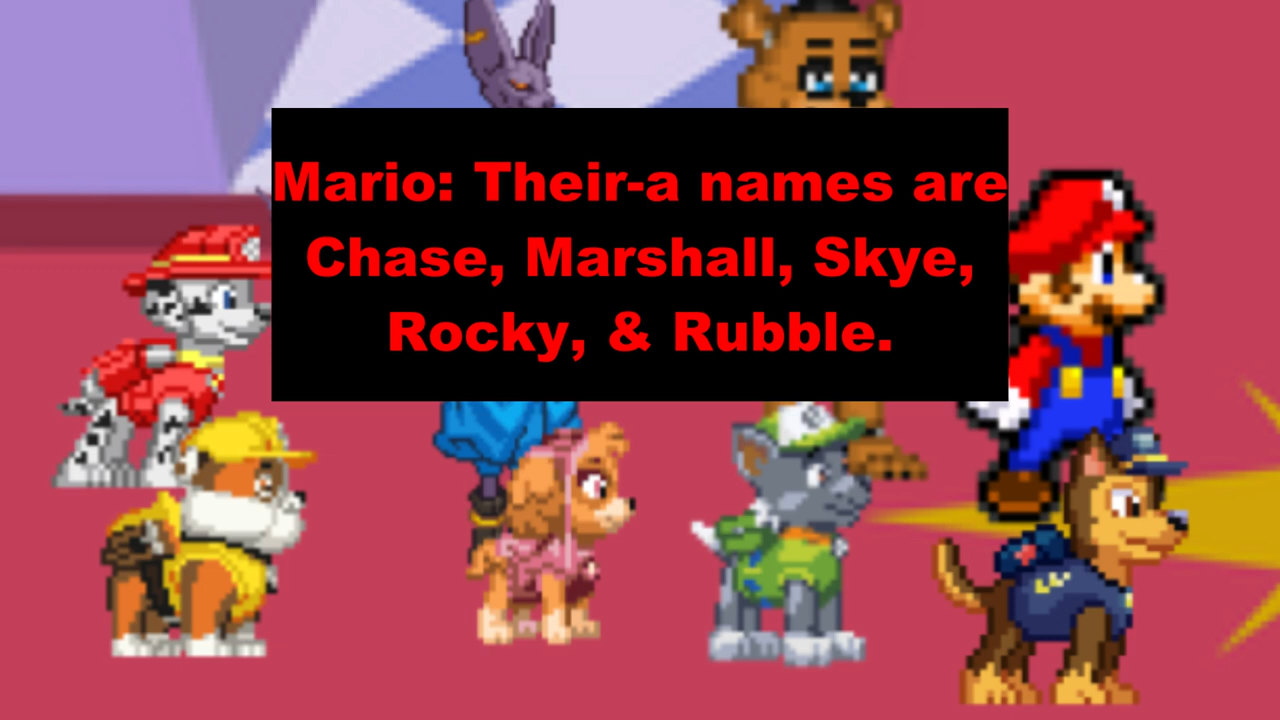 Mario: Their-a names are
Chase, Marshall, Skye,
Rocky, & Rubble.